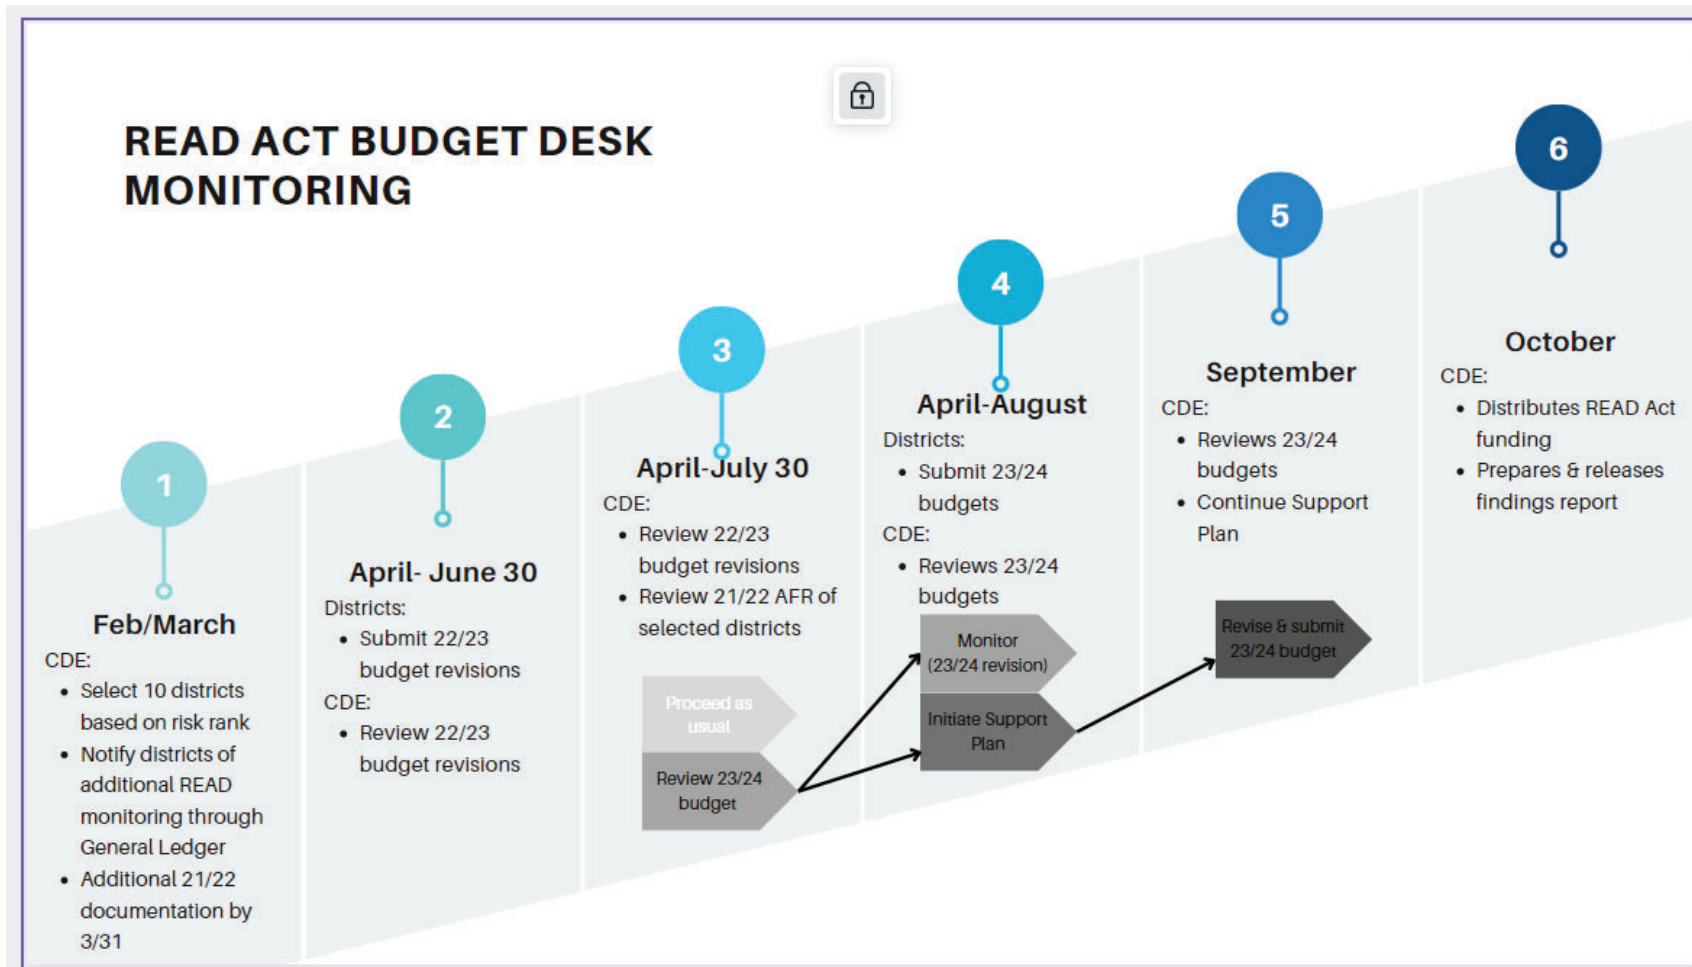 READ ACT BUDGET DESK
MONITORING
1
Feb/March
CDE:
• Select 10 districts
based on risk rank
• Notify districts of
additional READ
monitoring through
General Ledger
• Additional 21/22
documentation by
3/31
2
April- June 30
Districts:
• Submit 22/23
budget revisions
CDE:
• Review 22/23
budget revisions
3
April-July 30
CDE:
• Review 22/23
budget revisions
• Review 21/22 AFR of
selected districts
Proceed as
usual
Review 23/24
budget
4
April-August
Districts:
• Submit 23/24
budgets
CDE:
• Reviews 23/24
budgets
Monitor
(23/24 revision)
Initiate Support
Plan
5
September
CDE:
• Reviews 23/24
budgets
• Continue Support
Plan
Revise & submit
23/24 budget
6
October
CDE:
• Distributes READ Act
funding
• Prepares & releases
findings report